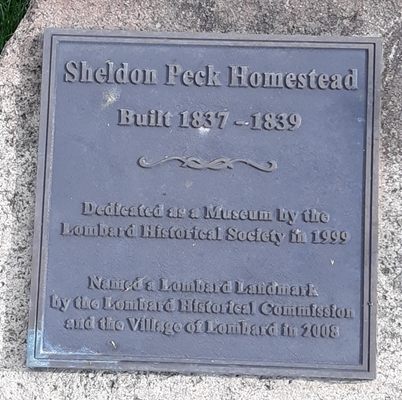 Sheldon Peck Homestead
Built 1837 – 1839
Dedicated as a Museum by the
Lombard Historical Society in 1999
Named a Lombard Landmark
by the Lombard Historical Commission
and the Village of Lombard in 2008